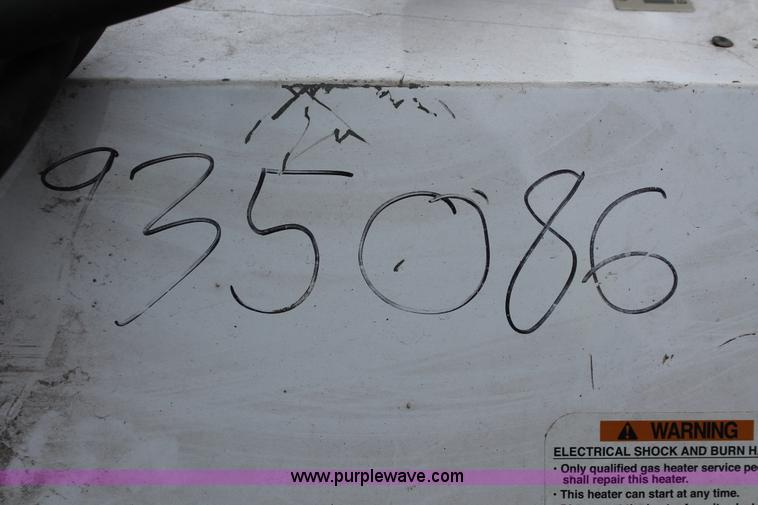 935086
WARNING
ELECTRICAL SHOCK AND BURN H
• Only qualified gas heater service pe
shall repair this heater.
www.purplewave.com
• This heater can start at any time.